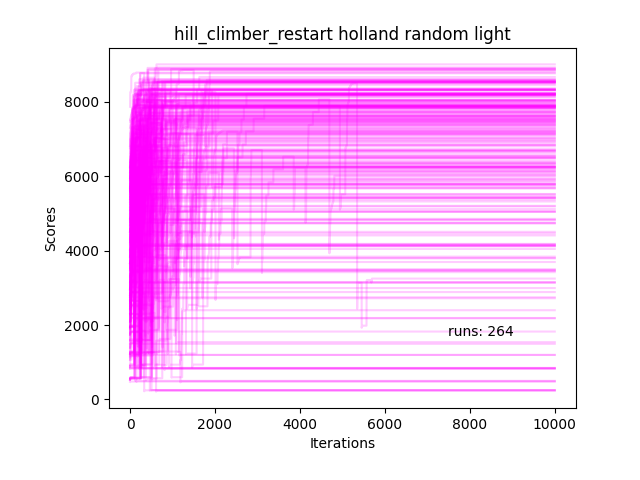 hill_climber_restart holland random light
Scores
8000
6000
4000
2000
0
runs: 264
0 2000 4000 6000 8000 10000
Iterations